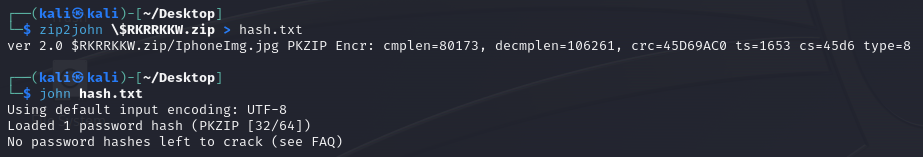 ┌──(kali㉿kali)-[~/Desktop]
└─$ zip2john \$RKRRKKW.zip > hash.txt
ver 2.0 $RKRRKKW.zip/IphoneImg.jpg PKZIP Encr: cmplen=80173, decmplen=106261, crc=45D69AC0 ts=1653 cs=45d6 type=8
┌──(kali㉿kali)-[~/Desktop]
└─$ john hash.txt
Using default input encoding: UTF-8
Loaded 1 password hash (PKZIP [32/64])
No password hashes left to crack (see FAQ)